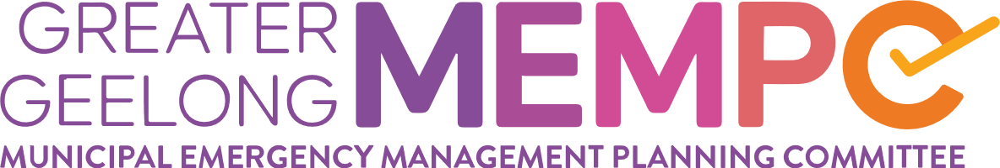 GREATER
GEELONG
MEMPC
MUNICIPAL EMERGENCY MANAGEMENT PLANNING COMMITTEE